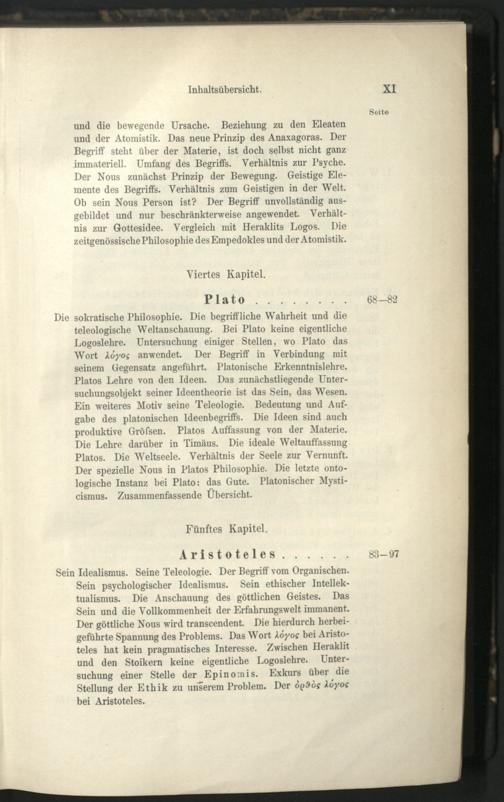 Inhaltsübersicht. XI
Seite
und die bewegende Ursache. Beziehung zu den Eleaten
und der Atomistik. Das neue Prinzip des Anaxagoras. Der
Begriff steht über der Materie, ist doch selbst nicht ganz
immateriell. Umfang des Begriffs. Verhältnis zur Psyche.
Der Nous zunächst Prinzip der Bewegung. Geistige Ele-
mente des Begriffs. Verhältnis zum Geistigen in der Welt.
Ob sein Nous Person ist? Der Begriff unvollständig aus-
gebildet und nur beschränkterweise angewendet. Verhält-
nis zur Gottesidee. Vergleich mit Heraklits Logos. Die
zeitgenössische Philosophie des Empedokles und der Atomistik.
Viertes Kapitel.
Plato . . . . . . . . 68—82
Die sokratische Philosophie. Die begriffliche Wahrheit und die
teleologische Weltanschauung. Bei Plato keine eigentliche
Logoslehre. Untersuchung einiger Stellen, wo Plato das
Wort λόγος anwendet. Der Begriff in Verbindung mit
seinem Gegensatz angeführt. Platonische Erkenntnislehre.
Platos Lehre von den Ideen. Das zunächstliegende Unter-
suchungsobjekt seiner Ideentheorie ist das Sein, das Wesen.
Ein weiteres Motiv seine Teleologie. Bedeutung und Auf-
gabe des platonischen Ideenbegriffs. Die Ideen sind auch
produktive Gröfsen. Platos Auffassung von der Materie.
Die Lehre darüber in Timäus. Die ideale Weltauffassung
Platos. Die Weltseele. Verhältnis der Seele zur Vernunft.
Der spezielle Nous in Platos Philosophie. Die letzte onto-
logische Instanz bei Plato: das Gute. Platonischer Mysti-
cismus. Zusammenfassende Übersicht.
Fünftes Kapitel.
Aristoteles . . . . . . 83—97
Sein Idealismus. Seine Teleologie. Der Begriff vom Organischen.
Sein psychologischer Idealismus. Sein ethischer Intellek-
tualismus. Die Anschauung des göttlichen Geistes. Das
Sein und die Vollkommenheit der Erfahrungswelt immanent.
Der göttliche Nous wird transcendent. Die hierdurch herbei-
geführte Spannung des Problems. Das Wort λόγος bei Aristo-
teles hat kein pragmatisches Interesse. Zwischen Heraklit
und den Stoikern keine eigentliche Logoslehre. Unter-
suchung einer Stelle der Epinomis. Exkurs über die
Stellung der Ethik zu unserem Problem. Der ὀρϑὸς λόγος
bei Aristoteles.